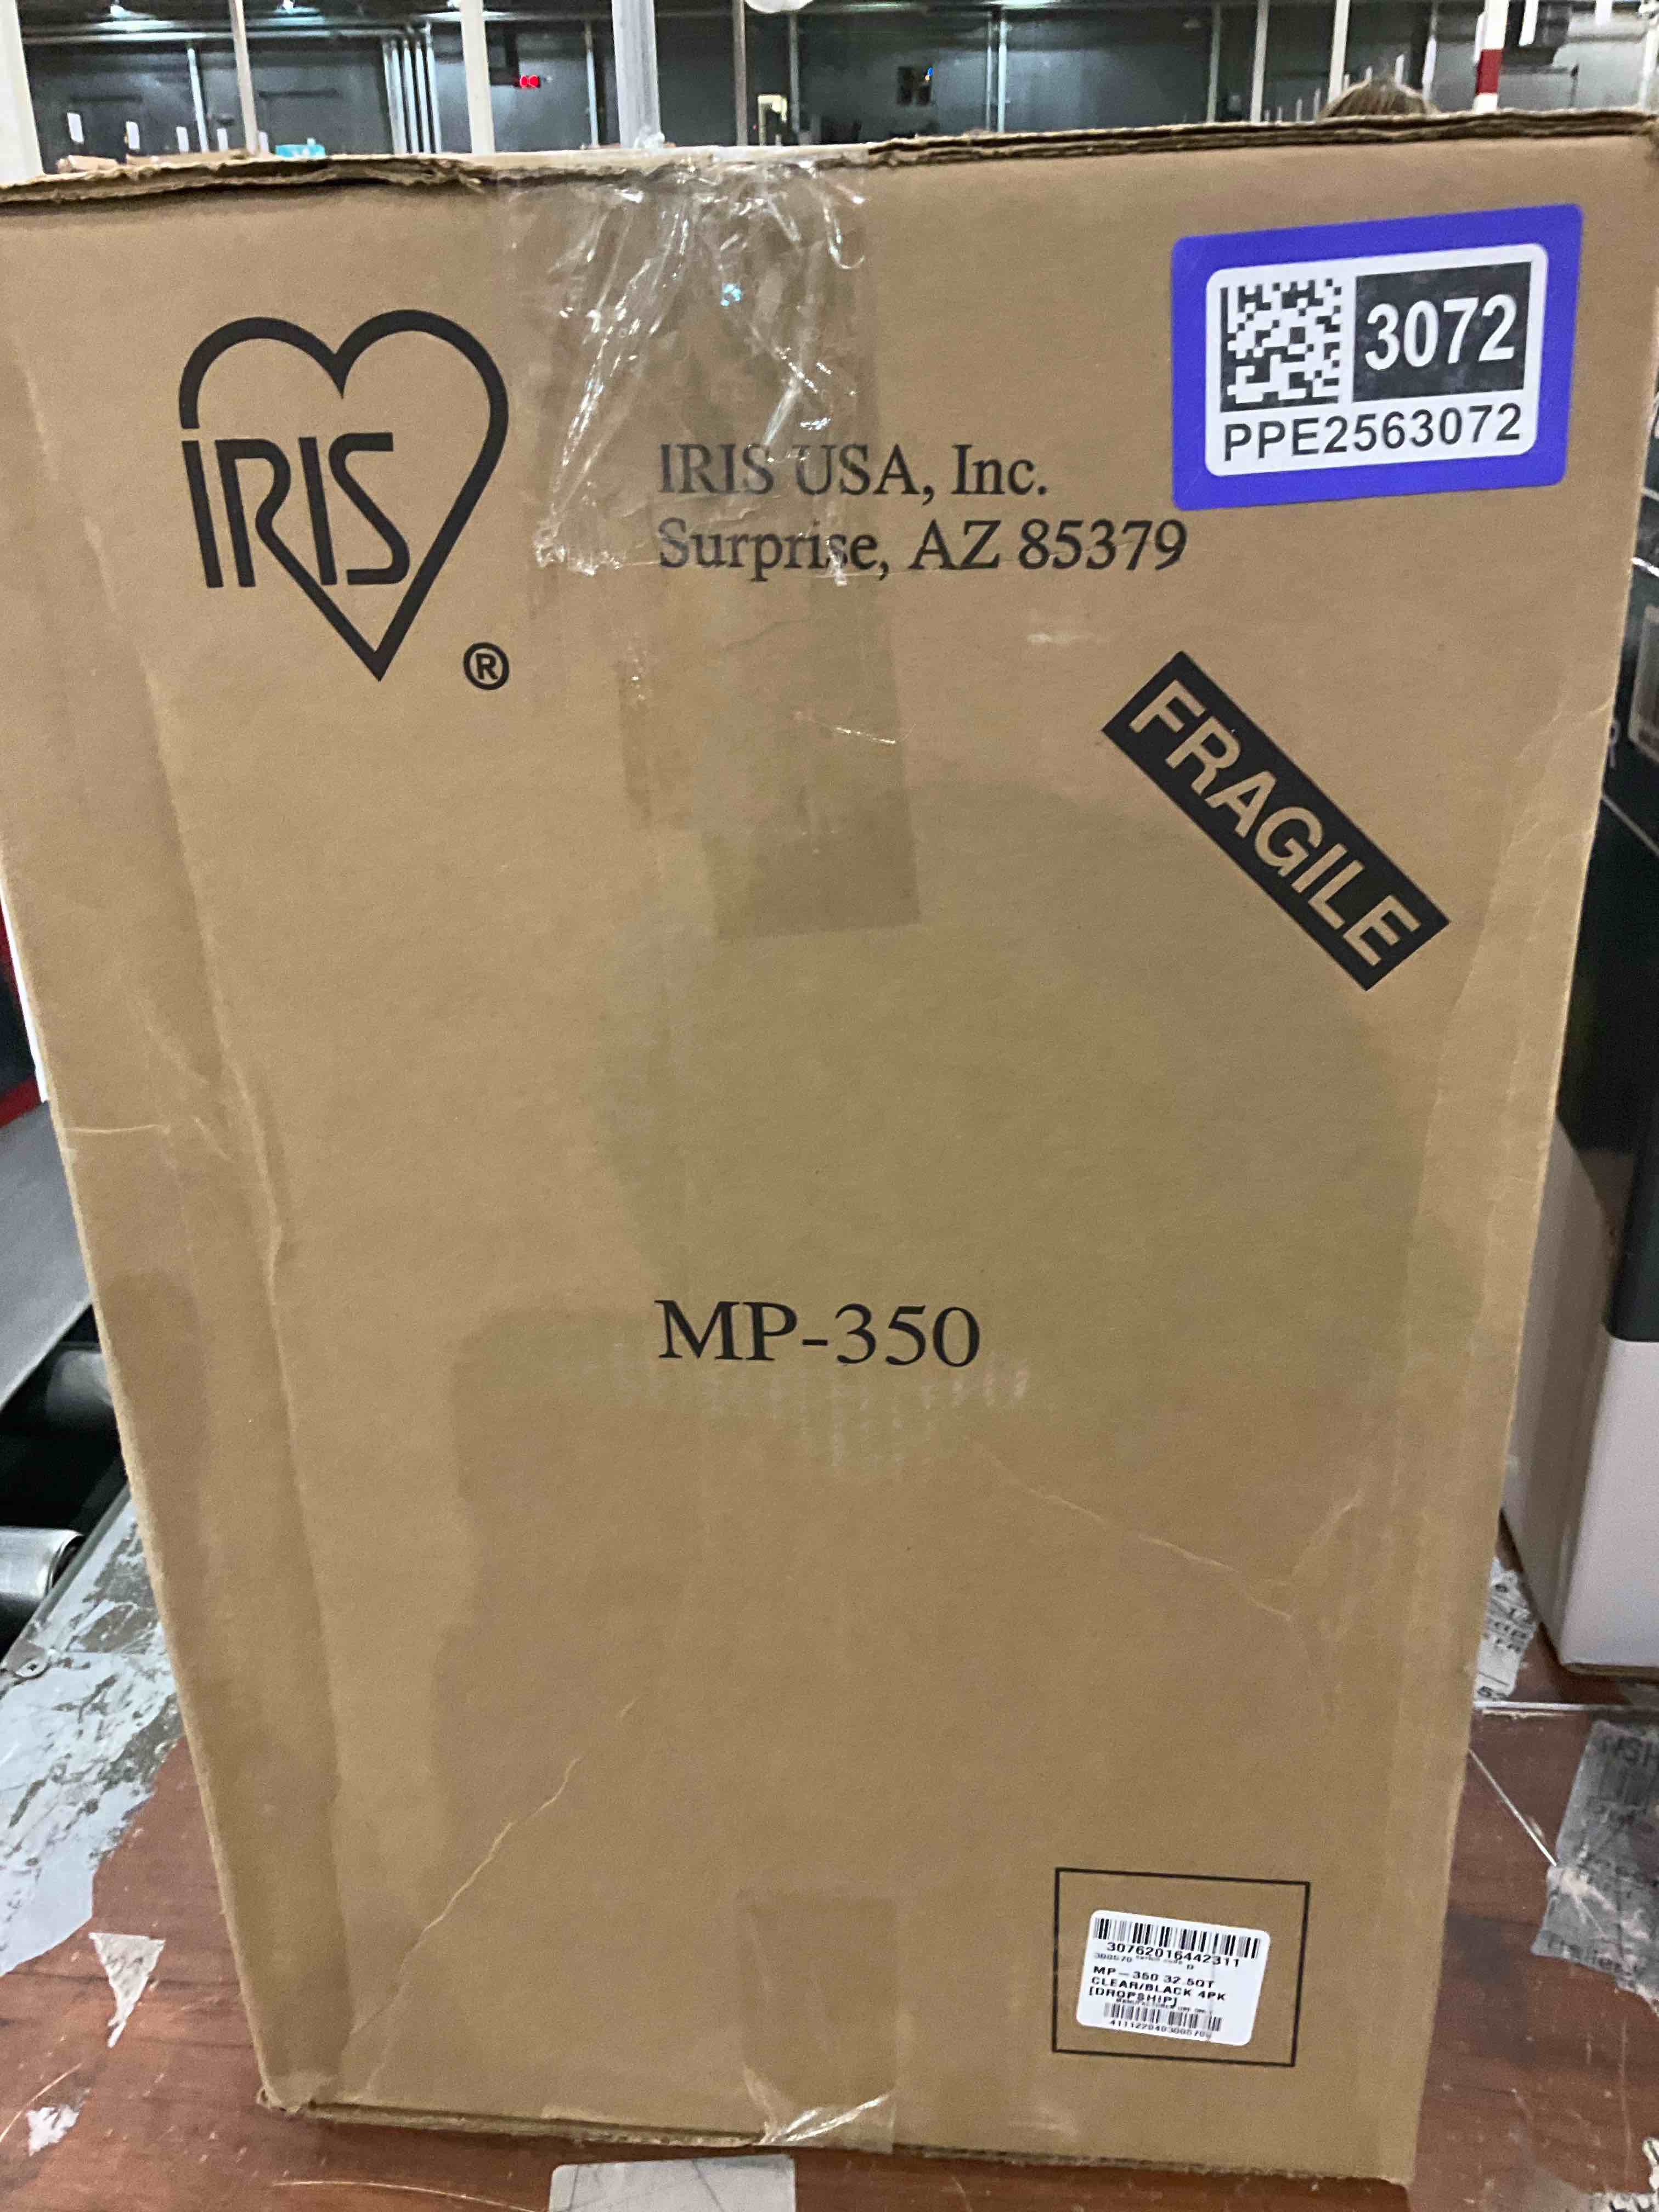 IRIS
®
IRIS USA, Inc.
Surprise, AZ 85379
3072
PPE2563072
FRAGILE
MP-350
30762016442311
300570
MP-350 32.5QT
CLEAR/BLACK 4PK
[DROPSHIP]